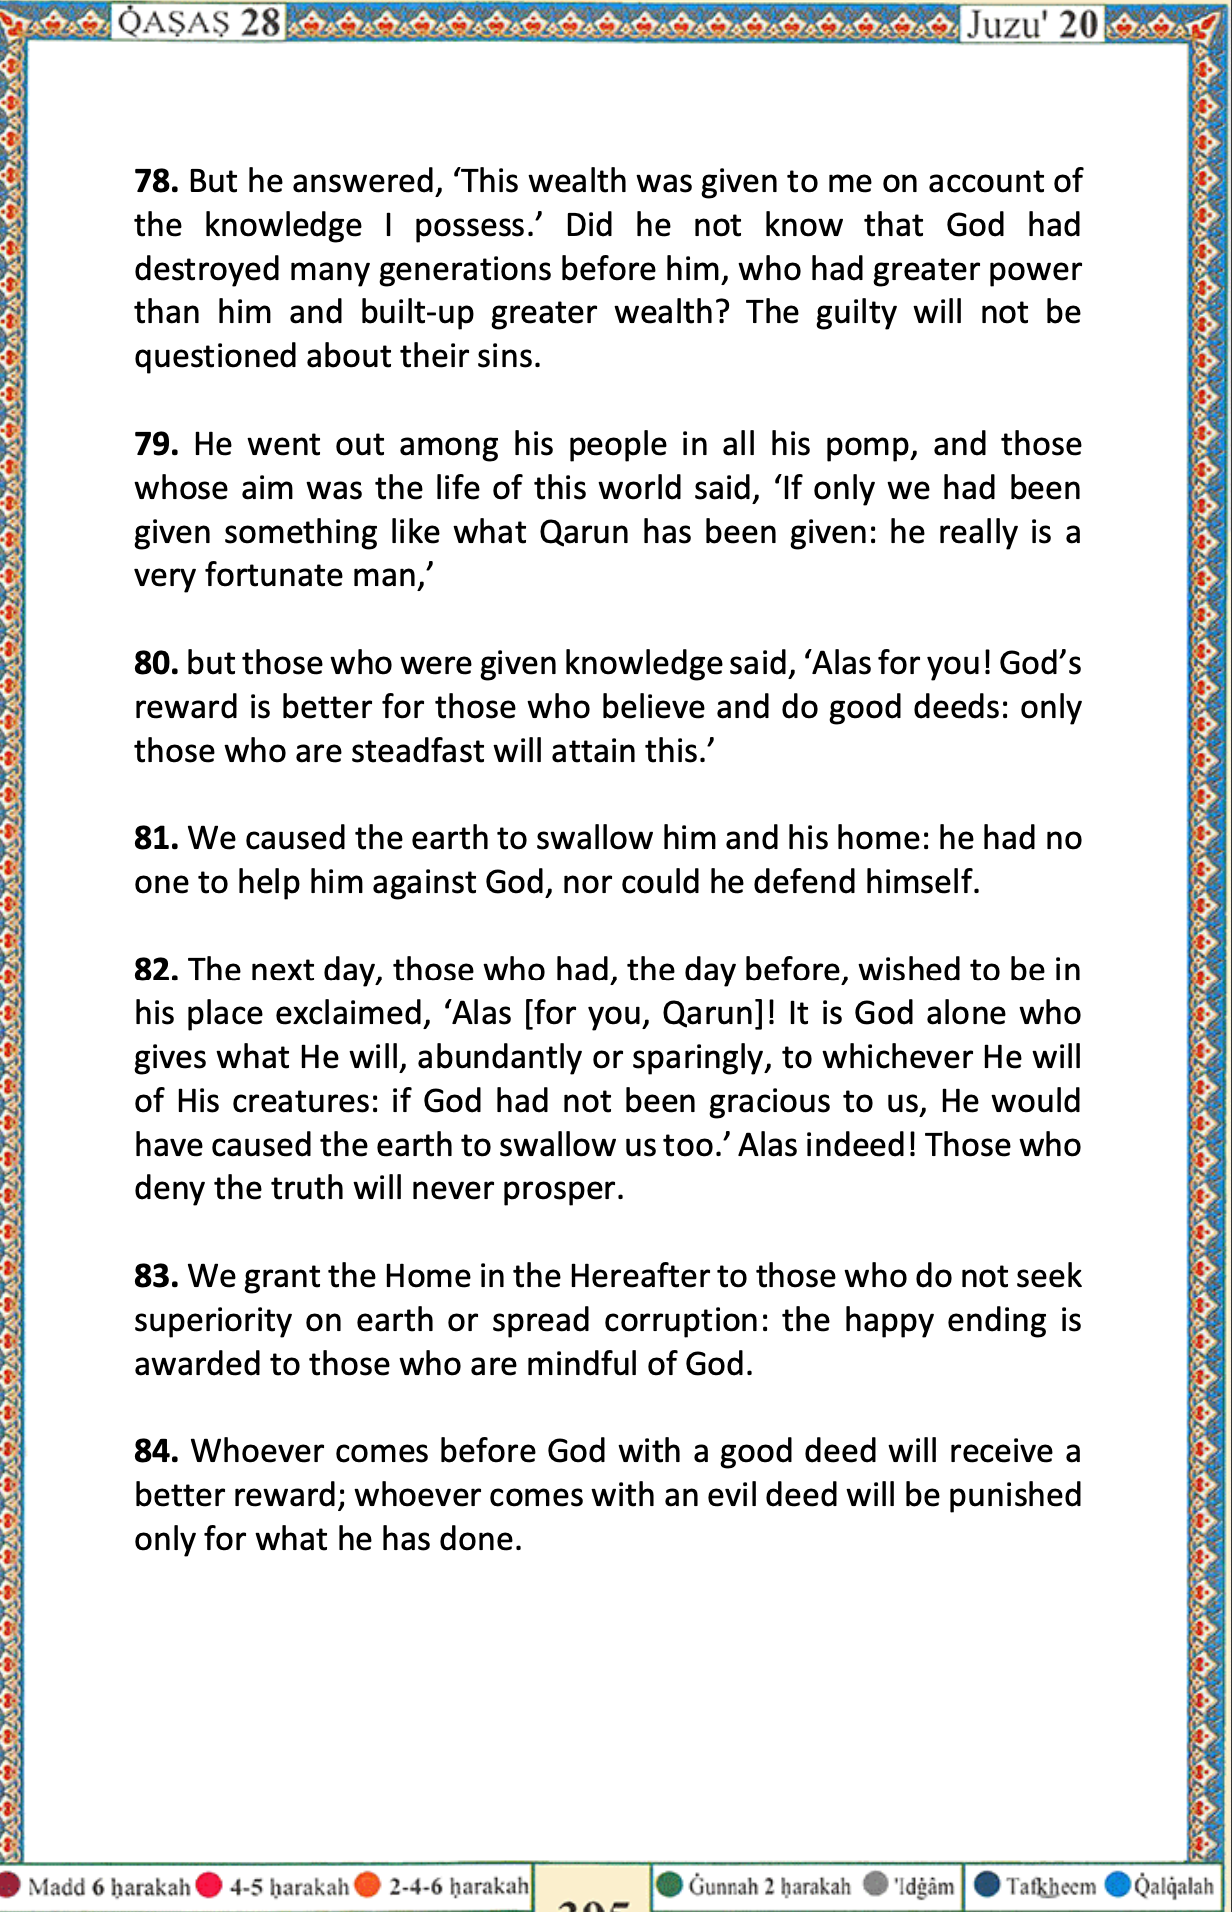 QAṢAṢ 28
Juzu' 20
78. But he answered, ‘This wealth was given to me on account of
the knowledge I possess.’ Did he not know that God had
destroyed many generations before him, who had greater power
than him and built-up greater wealth? The guilty will not be
questioned about their sins.
79. He went out among his people in all his pomp, and those
whose aim was the life of this world said, ‘If only we had been
given something like what Qarun has been given: he really is a
very fortunate man,’
80. but those who were given knowledge said, ‘Alas for you! God’s
reward is better for those who believe and do good deeds: only
those who are steadfast will attain this.’
81. We caused the earth to swallow him and his home: he had no
one to help him against God, nor could he defend himself.
82. The next day, those who had, the day before, wished to be in
his place exclaimed, ‘Alas [for you, Qarun]! It is God alone who
gives what He will, abundantly or sparingly, to whichever He will
of His creatures: if God had not been gracious to us, He would
have caused the earth to swallow us too.’ Alas indeed! Those who
deny the truth will never prosper.
83. We grant the Home in the Hereafter to those who do not seek
superiority on earth or spread corruption: the happy ending is
awarded to those who are mindful of God.
84. Whoever comes before God with a good deed will receive a
better reward; whoever comes with an evil deed will be punished
only for what he has done.
Madd 6 ḥarakah 4-5 ḥarakah 2-4-6 ḥarakah
395
Ġunnah 2 ḥarakah 'Idġâm
Tafkheem Q̇alq̇alah